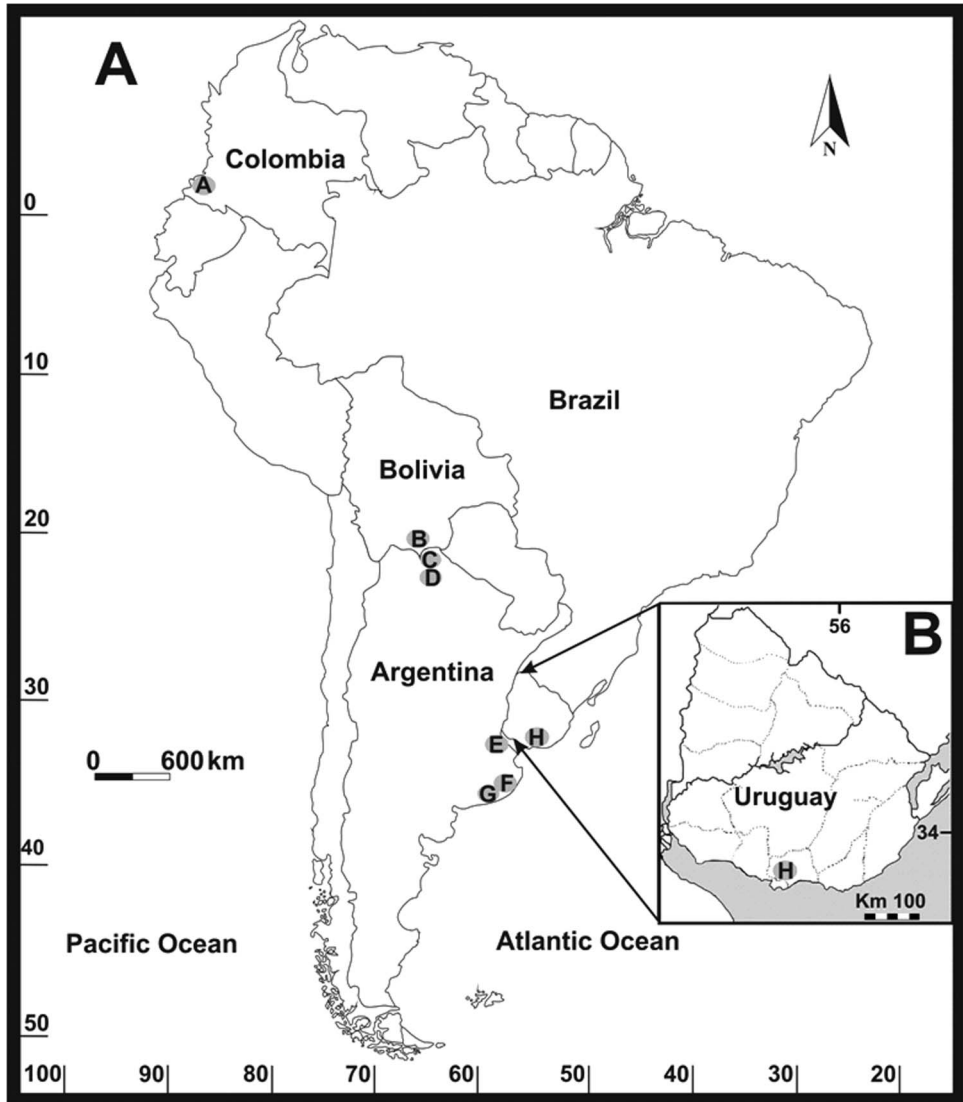 A
N
Colombia
A
0
10
Brazil
Bolivia
20
B
C
D
56
B
Argentina
30
0 600 km
E
H
F
G
Uruguay
34
H
Km 100
40
Pacific Ocean
Atlantic Ocean
50
100 90 80 70 60 50 40 30 20